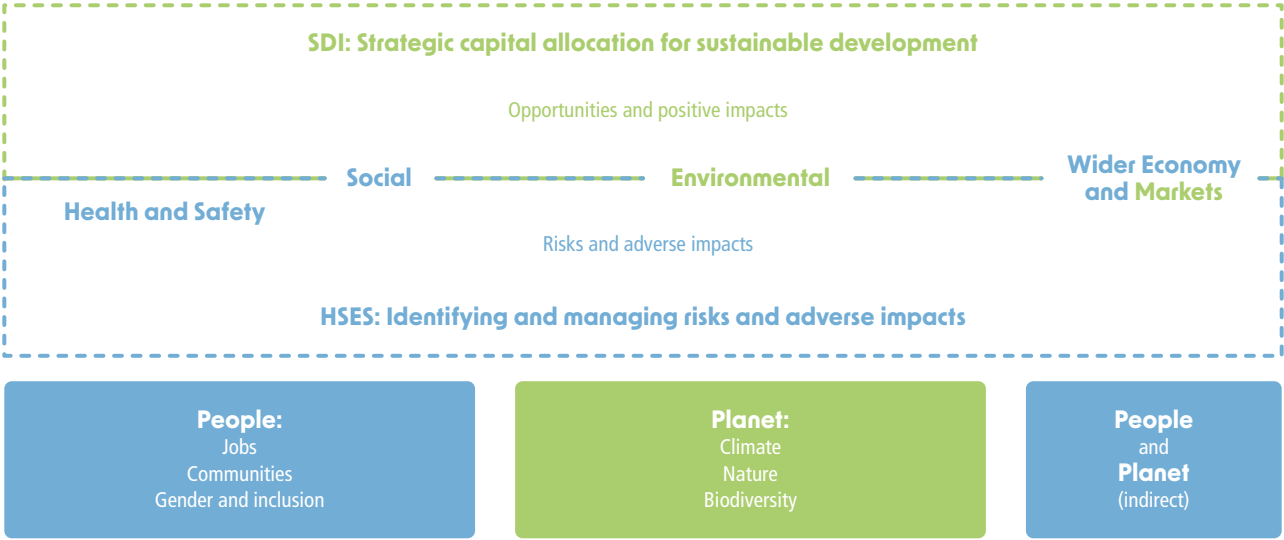 SDI: Strategic capital allocation for sustainable development
Opportunities and positive impacts
Social
Environmental
Wider Economy
and Markets
Health and Safety
Risks and adverse impacts
HSES: Identifying and managing risks and adverse impacts
People:
Jobs
Communities
Gender and inclusion
Planet:
Climate
Nature
Biodiversity
People
and
Planet
(indirect)